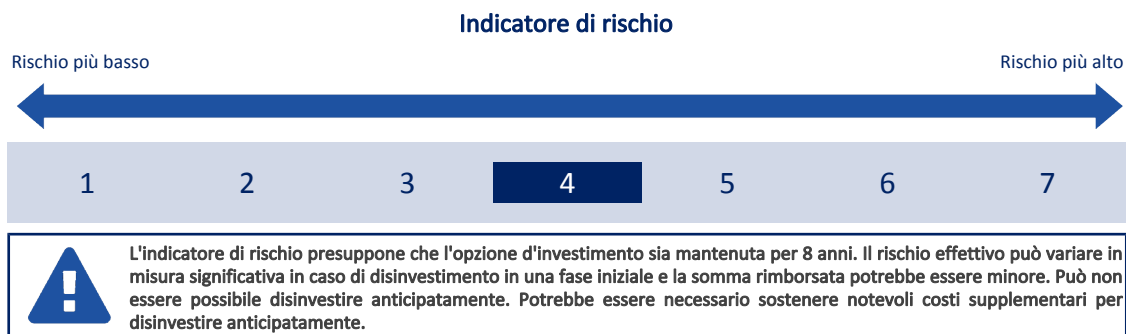 Indicatore di rischio
Rischio più basso
Rischio più alto
1 2 3 4 5 6 7
L'indicatore di rischio presuppone che l'opzione d'investimento sia mantenuta per 8 anni. Il rischio effettivo può variare in
misura significativa in caso di disinvestimento in una fase iniziale e la somma rimborsata potrebbe essere minore. Può non
essere possibile disinvestire anticipatamente. Potrebbe essere necessario sostenere notevoli costi supplementari per
disinvestire anticipatamente.